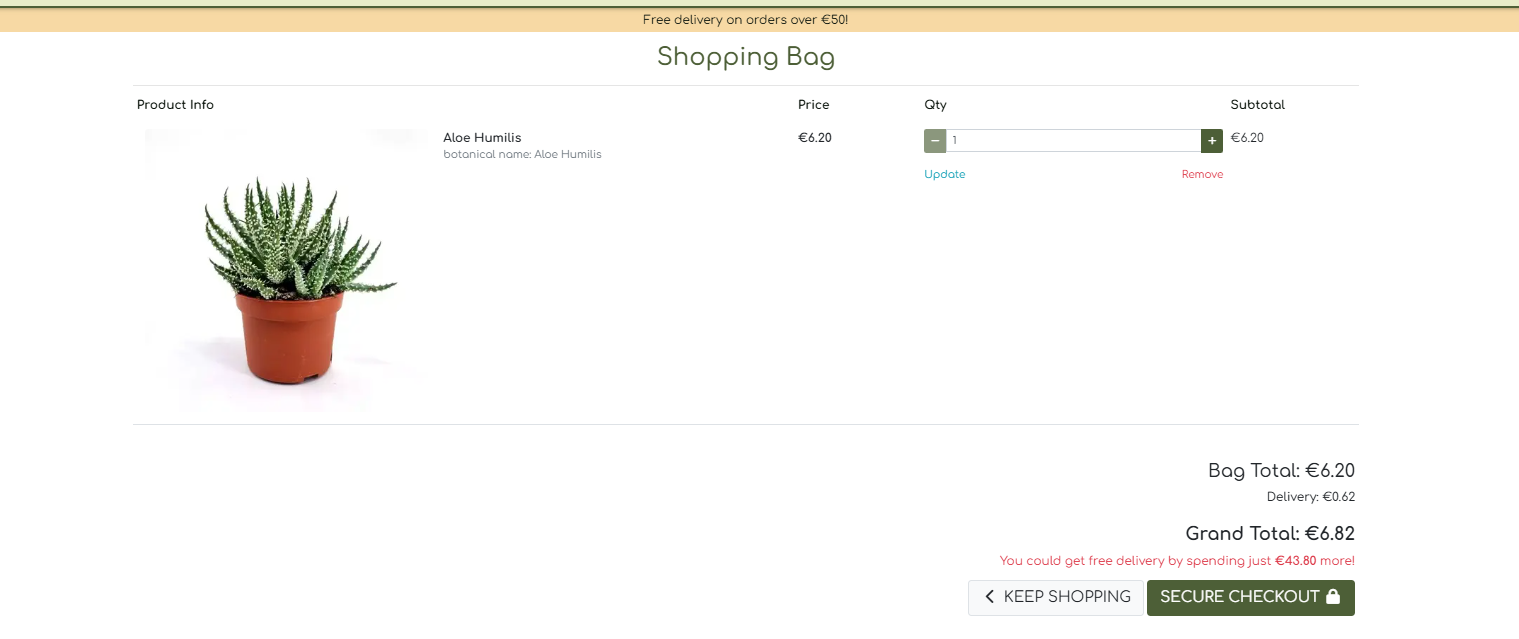 Free delivery on orders over €50!
Shopping Bag
Product Info Price Qty Subtotal
Aloe Humilis €6.20 − 1 + €6.20
botanical name: Aloe Humilis
Update Remove
Bag Total: €6.20
Delivery: €0.62
Grand Total: €6.82
You could get free delivery by spending just €43.80 more!
KEEP SHOPPING SECURE CHECKOUT